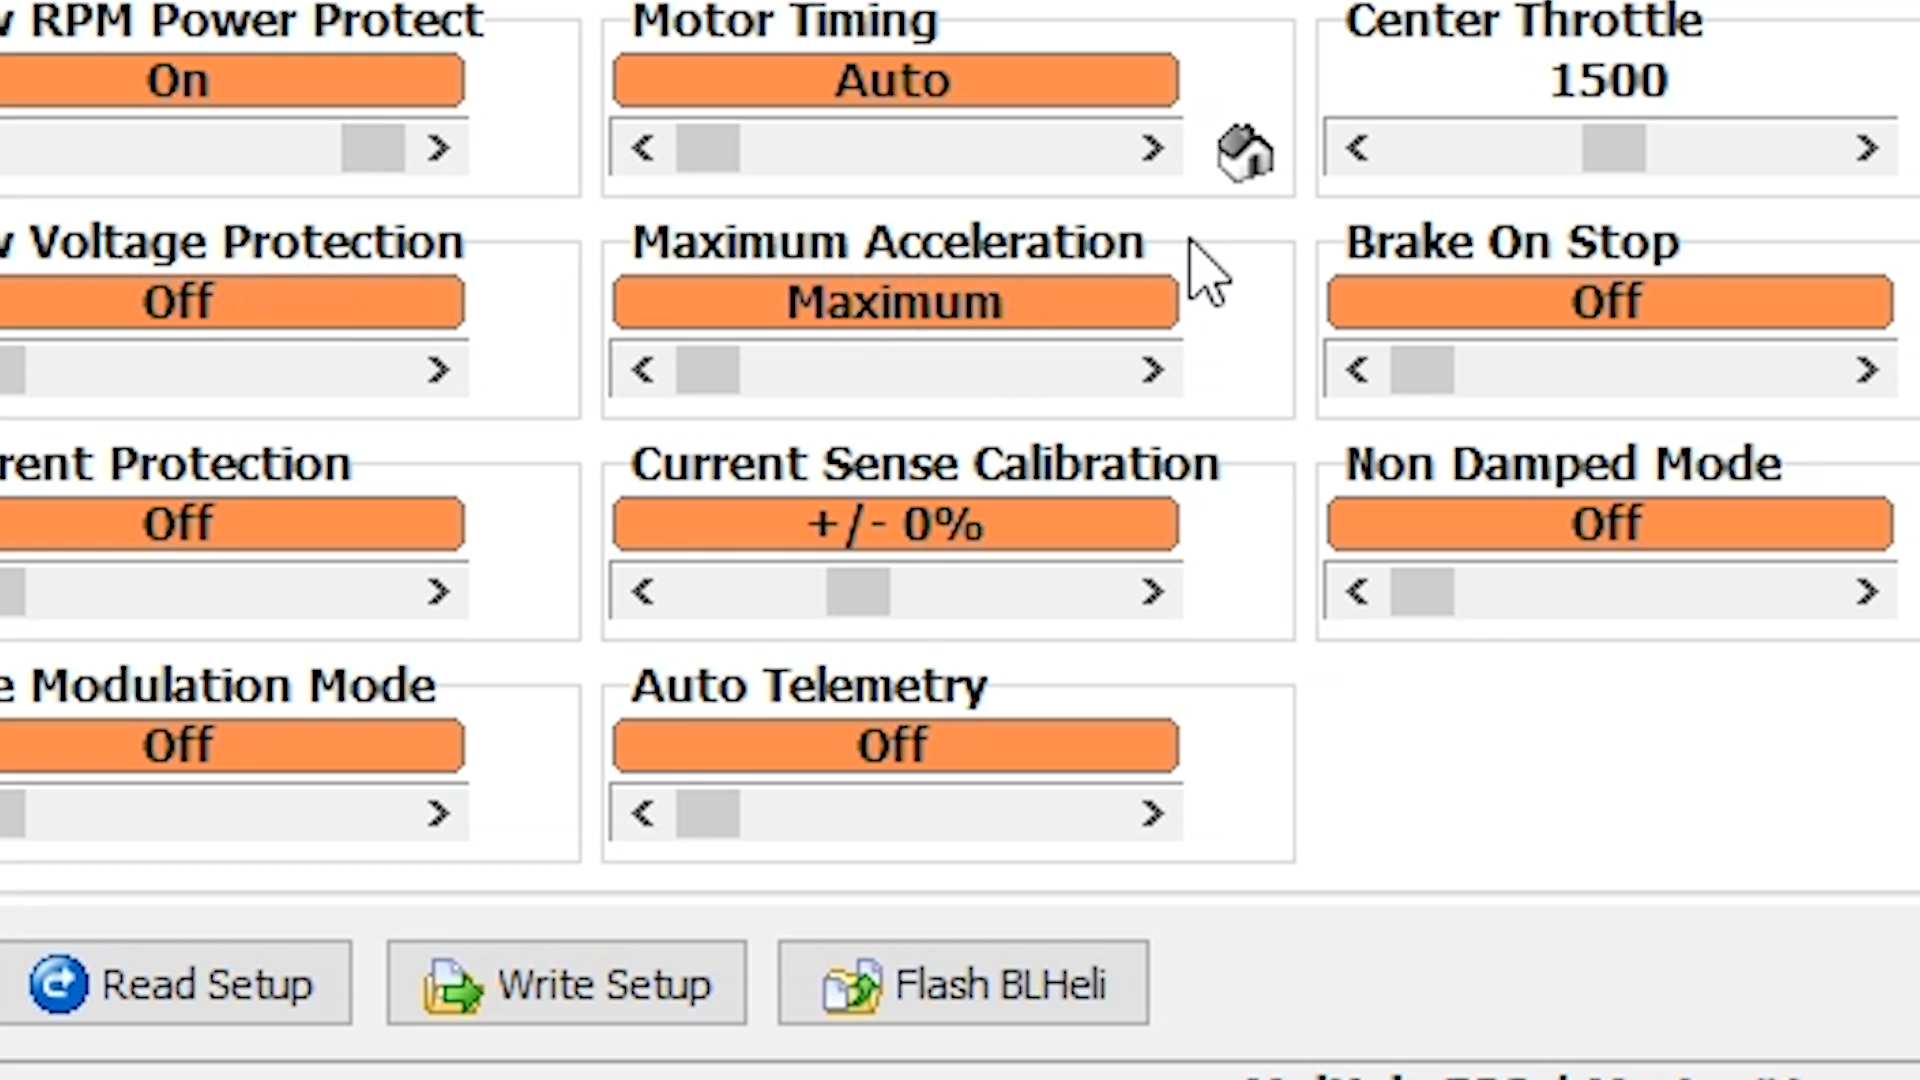 RPM Power Protect
On
Motor Timing
Auto
Center Throttle
1500
Voltage Protection
Off
Maximum Acceleration
Maximum
Brake On Stop
Off
Protection
Off
Current Sense Calibration
+/- 0%
Non Damped Mode
Off
Modulation Mode
Off
Auto Telemetry
Off
Read Setup
Write Setup
Flash BLHeli